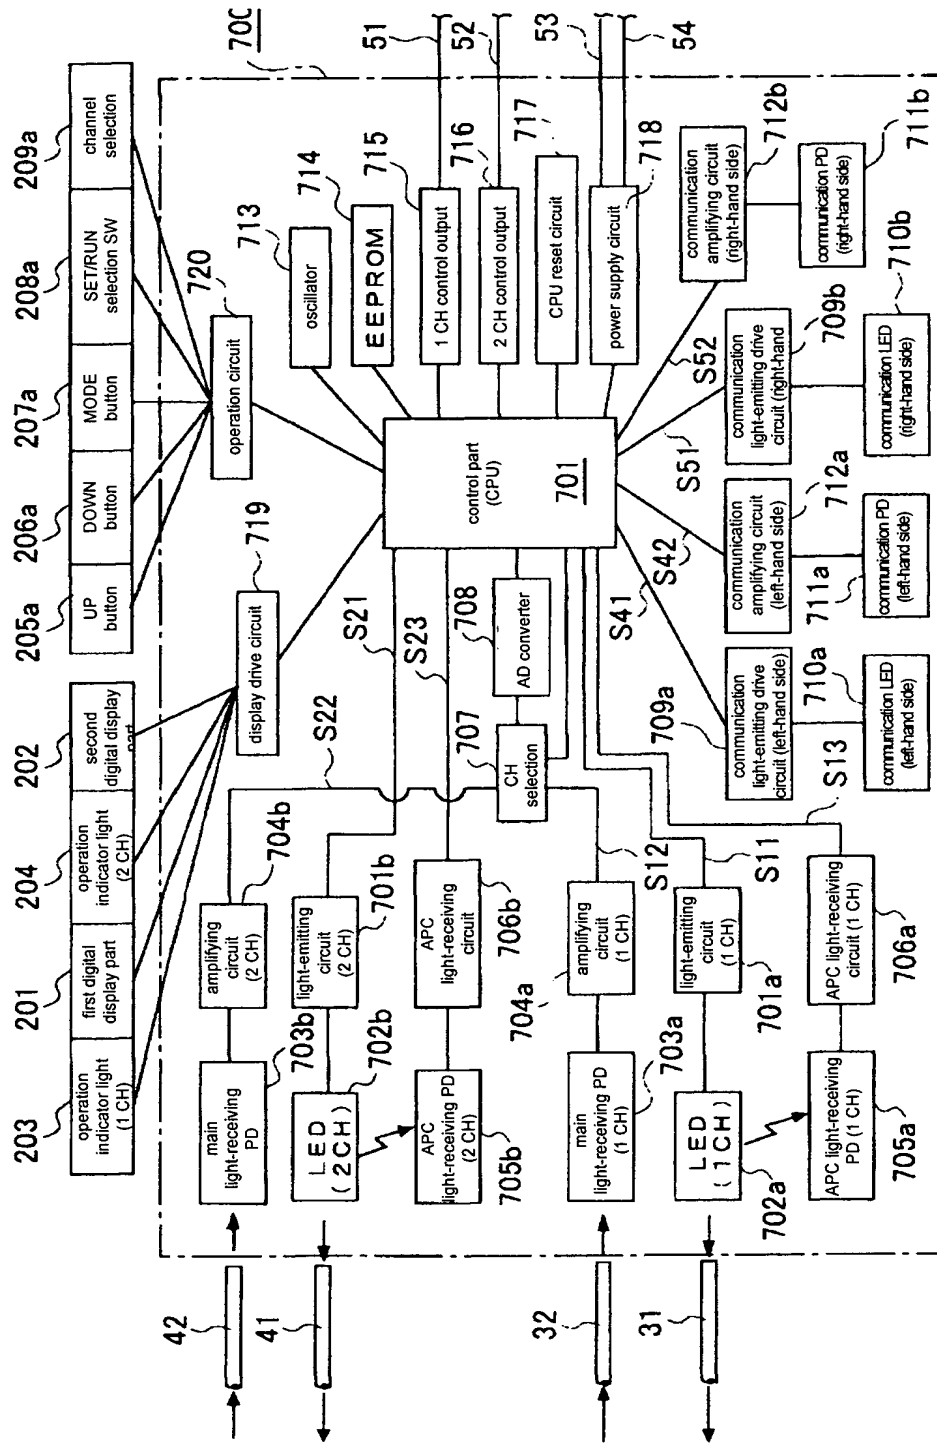 203
operation
indicator light
(1 CH)
201
first digital
display part
204
operation
indicator light
(2 CH)
202
second
digital display
part
205a
UP
button
206a
DOWN
button
207a
MODE
button
208a
SET/RUN
selection SW
209a
channel
selection
700
719
display drive circuit
720
operation circuit
713
oscillator
714
EEPROM
715
1 CH control output
716
2 CH control output
717
CPU reset circuit
718
power supply circuit
51
52
53
54
control part
(CPU)
701
42
main
light-receiving
PD
703b
amplifying
circuit
(2 CH)
704b
S22
41
LED
(2CH)
702b
light-emitting
circuit
(2 CH)
701b
S21
APC
light-receiving PD
(2 CH)
705b
APC
light-receiving
circuit
706b
S23
707
CH
selection
708
AD converter
32
main
light-receiving PD
(1 CH)
703a
amplifying
circuit
(1 CH)
704a
S12
31
LED
(1CH)
702a
light-emitting
circuit
(1 CH)
701a
S11
APC light-receiving
PD (1 CH)
705a
APC light-receiving
circuit (1 CH)
706a
S13
S41
709a
communication
light-emitting drive
circuit (left-hand side)
710a
communication LED
(left-hand side)
S42
communication
amplifying circuit
(left-hand side)
712a
711a
communication PD
(left-hand side)
S51
communication
light-emitting drive
circuit (right-hand
709b
communication LED
(right-hand side)
710b
S52
communication
amplifying circuit
(right-hand side)
712b
communication PD
(right-hand side)
711b